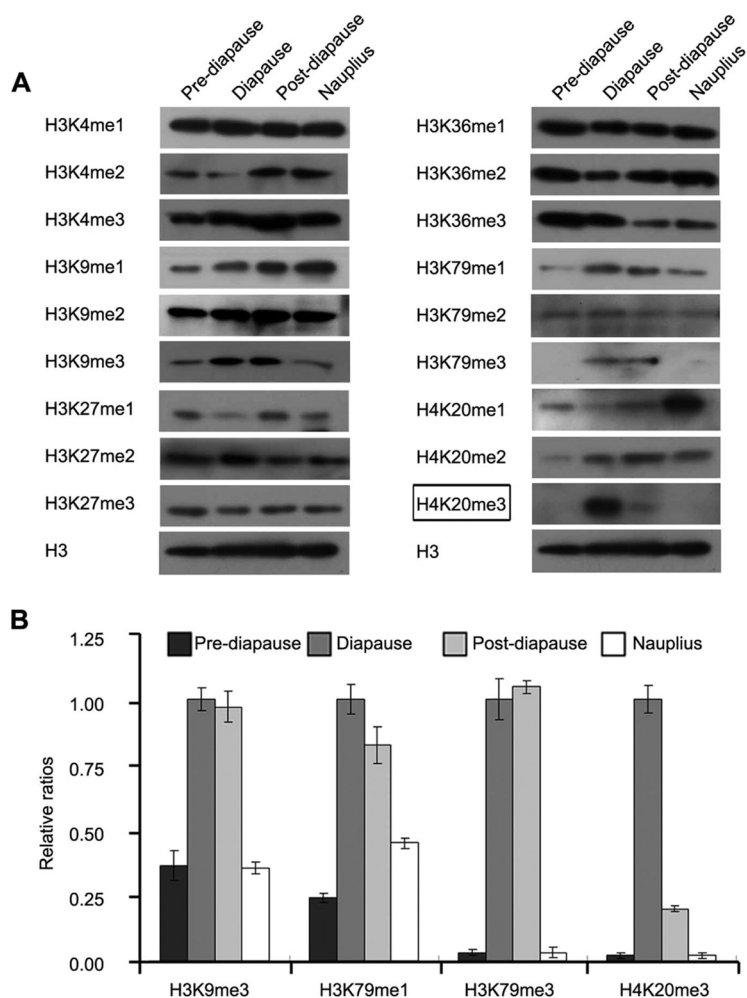 A
Pre-diapause Diapause Post-diapause Nauplius
H3K4me1
H3K4me2
H3K4me3
H3K9me1
H3K9me2
H3K9me3
H3K27me1
H3K27me2
H3K27me3
H3
Pre-diapause Diapause Post-diapause Nauplius
H3K36me1
H3K36me2
H3K36me3
H3K79me1
H3K79me2
H3K79me3
H4K20me1
H4K20me2
H4K20me3
H3
B
Pre-diapause Diapause Post-diapause Nauplius
Relative ratios
1.25
1.00
0.75
0.50
0.25
0.00
H3K9me3 H3K79me1 H3K79me3 H4K20me3